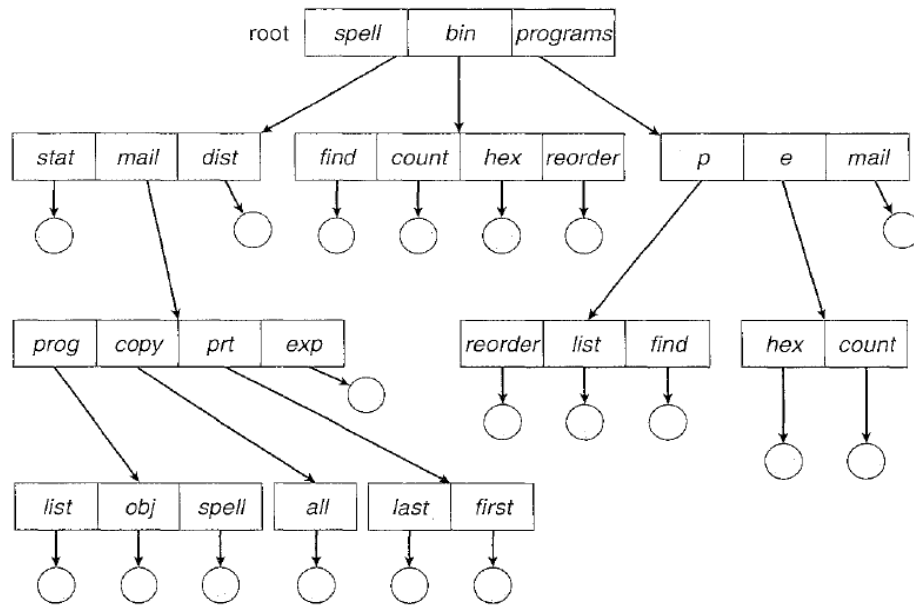 root spell bin programs
stat mail dist find count hex reorder p e mail
prog copy prt exp reorder list find hex count
list obj spell all last first